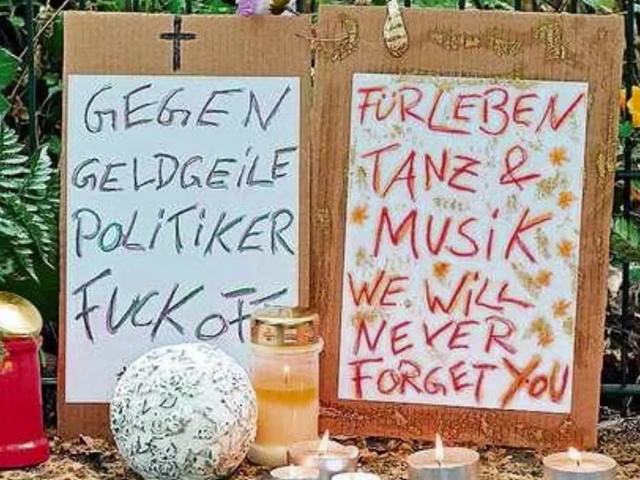 GEGEN
GELDGEILE
POLITIKER
FUCK OFF
FÜR LEBEN
TANZ &
MUSIK
WE WILL
NEVER
FORGET YOU